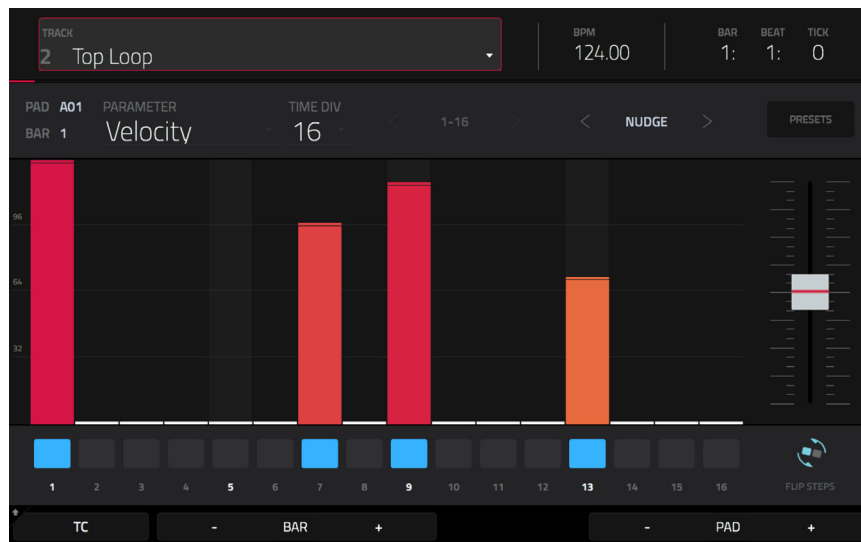 TRACK
2 Top Loop
BPM
124.00
BAR BEAT TICK
1: 1: 0
PAD A01
BAR 1
PARAMETER
Velocity
TIME DIV
16
< 1-16 >
< NUDGE >
PRESETS
96
64
32
1 2 3 4 5 6 7 8 9 10 11 12 13 14 15 16
FLIP STEPS
TC
- BAR +
- PAD +